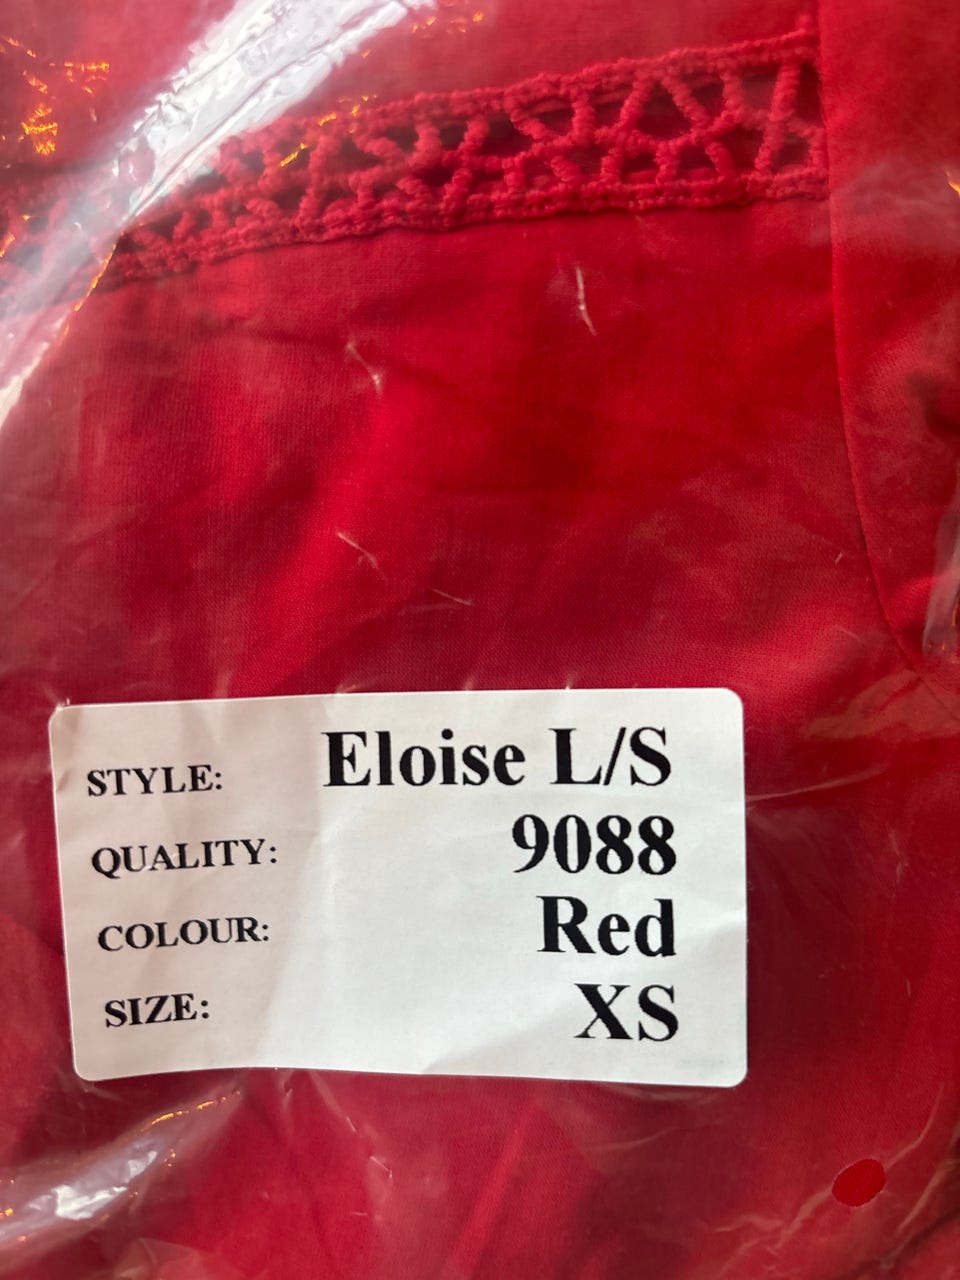 STYLE: Eloise L/S
QUALITY: 9088
COLOUR: Red
SIZE: XS